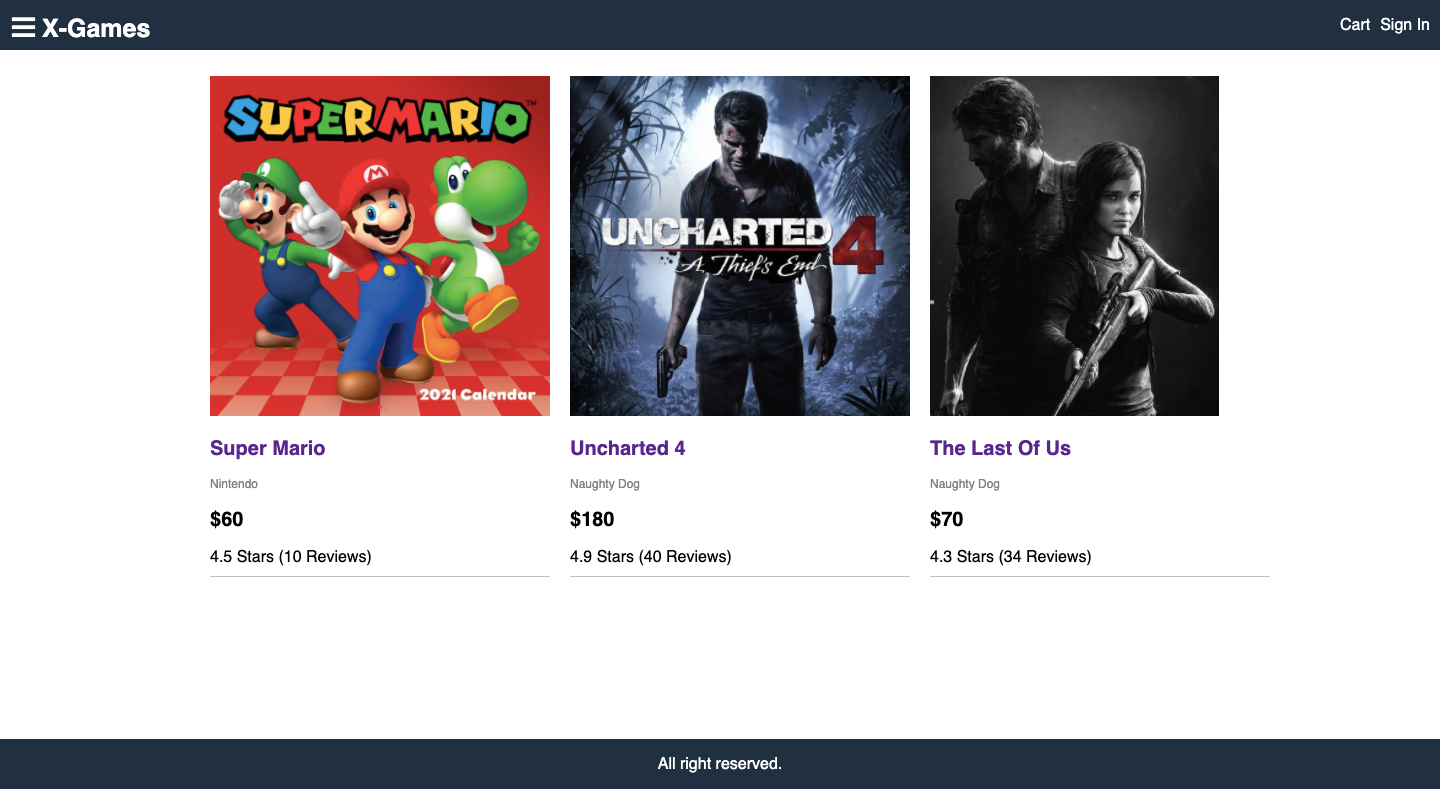 X-Games
Cart Sign In
SUPER MARIO™
L
M
2021 Calendar
UNCHARTED 4
A Thief's End
Super Mario
Nintendo
$60
4.5 Stars (10 Reviews)
Uncharted 4
Naughty Dog
$180
4.9 Stars (40 Reviews)
The Last Of Us
Naughty Dog
$70
4.3 Stars (34 Reviews)
All right reserved.